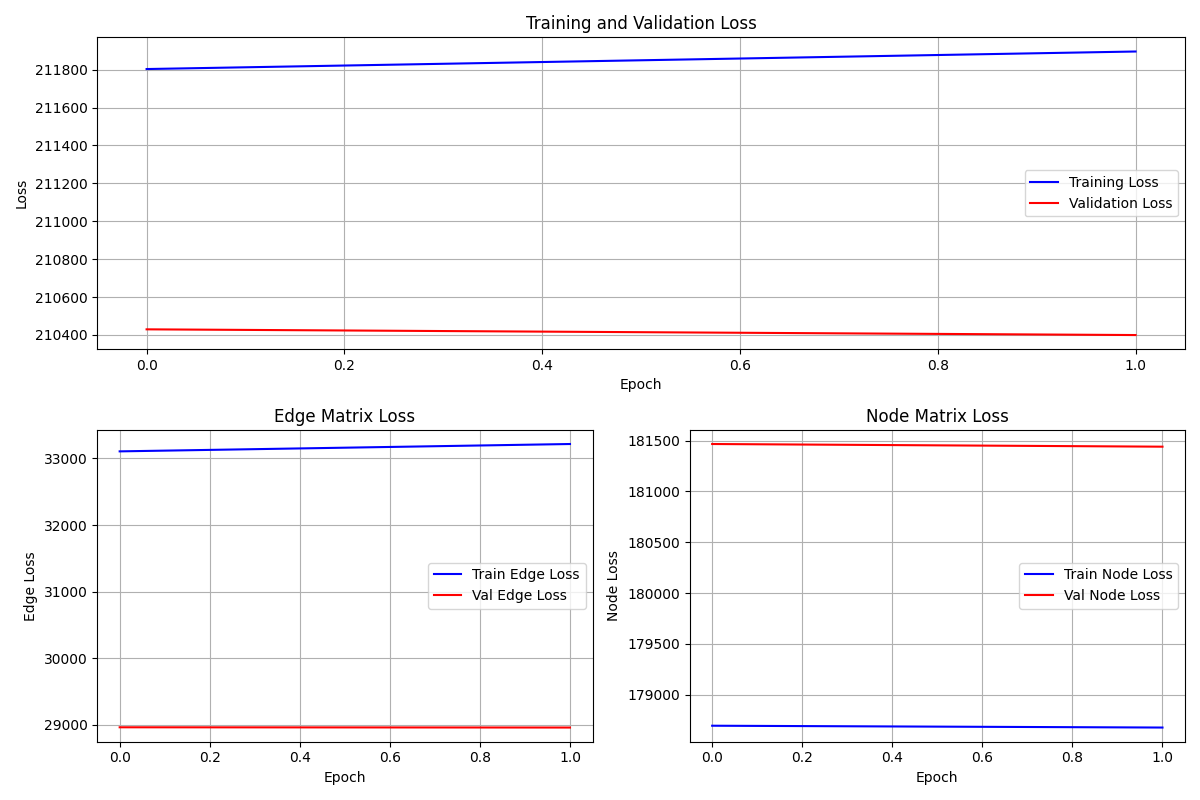 Training and Validation Loss
211800
211600
211400
211200
211000
210800
210600
210400
Loss
Training Loss
Validation Loss
0.0 0.2 0.4 0.6 0.8 1.0
Epoch
Edge Matrix Loss
33000
32000
31000
30000
29000
Edge Loss
Train Edge Loss
Val Edge Loss
0.0 0.2 0.4 0.6 0.8 1.0
Epoch
Node Matrix Loss
181500
181000
180500
180000
179500
179000
Node Loss
Train Node Loss
Val Node Loss
0.0 0.2 0.4 0.6 0.8 1.0
Epoch